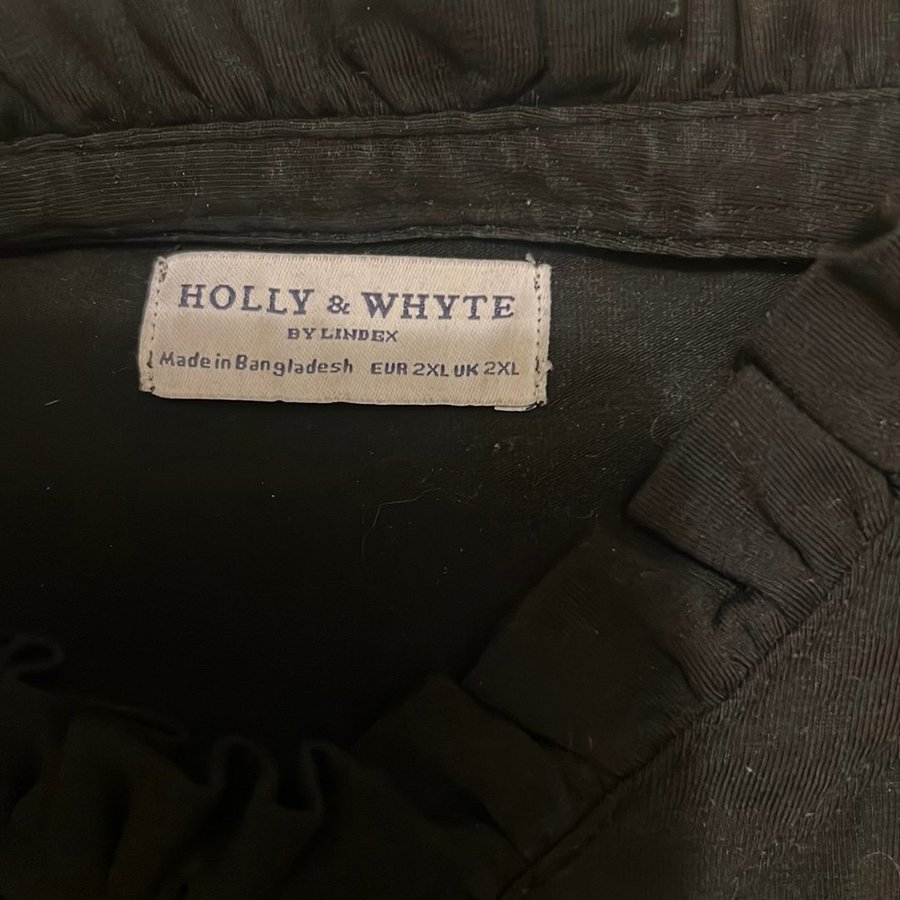 HOLLY & WHYTE
BY LINDEX
Made in Bangladesh EUR 2XL UK 2XL